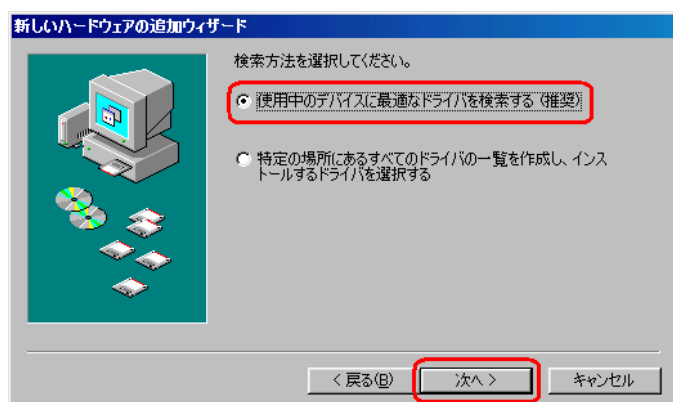 新しいハードウェアの追加ウィザード
検索方法を選択してください。
使用中のデバイスに最適なドライバを検索する (推奨)
特定の場所にあるすべてのドライバの一覧を作成し、インス
トールするドライバを選択する
< 戻る(B)
次へ >
キャンセル